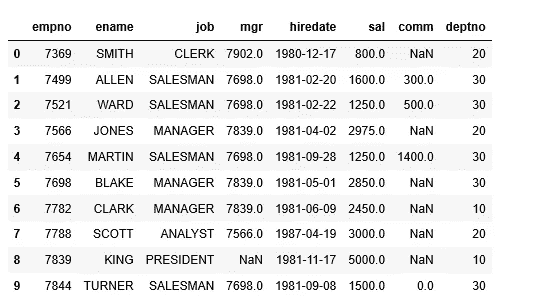 empno ename job mgr hiredate sal comm deptno
0 7369 SMITH CLERK 7902.0 1980-12-17 800.0 NaN 20
1 7499 ALLEN SALESMAN 7698.0 1981-02-20 1600.0 300.0 30
2 7521 WARD SALESMAN 7698.0 1981-02-22 1250.0 500.0 30
3 7566 JONES MANAGER 7839.0 1981-04-02 2975.0 NaN 20
4 7654 MARTIN SALESMAN 7698.0 1981-09-28 1250.0 1400.0 30
5 7698 BLAKE MANAGER 7839.0 1981-05-01 2850.0 NaN 30
6 7782 CLARK MANAGER 7839.0 1981-06-09 2450.0 NaN 10
7 7788 SCOTT ANALYST 7566.0 1987-04-19 3000.0 NaN 20
8 7839 KING PRESIDENT NaN 1981-11-17 5000.0 NaN 10
9 7844 TURNER SALESMAN 7698.0 1981-09-08 1500.0 0.0 30